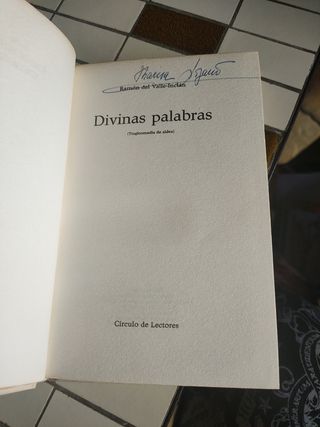 Ramón del Valle-Inclán
Divinas palabras
(Tragicomedia de aldea)
Círculo de Lectores